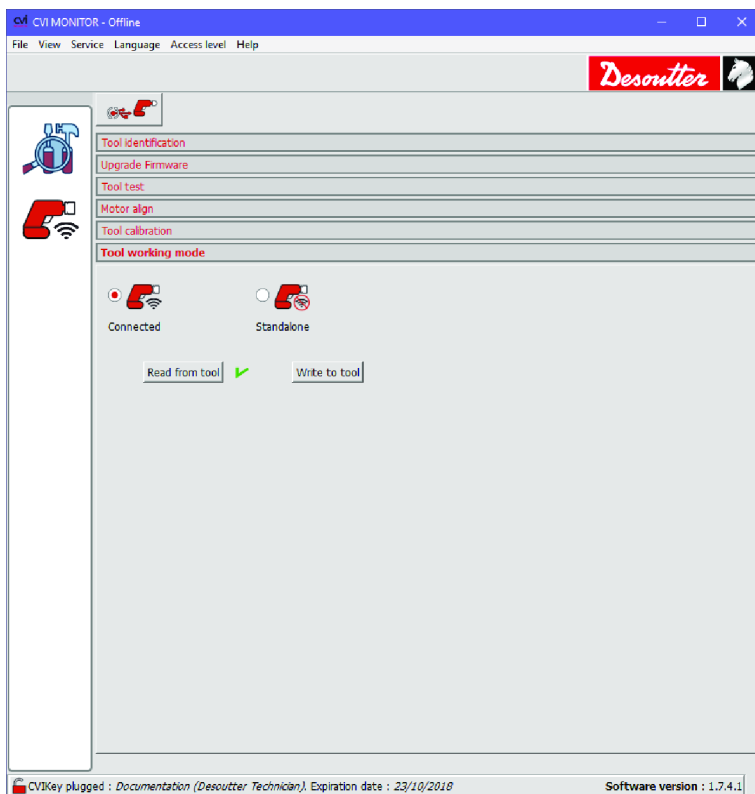 cvi CVI MONITOR - Offline
File View Service Language Access level Help
Desoutter
Tool identification
Upgrade Firmware
Tool test
Motor align
Tool calibration
Tool working mode
Connected Standalone
Read from tool Write to tool
CVIKey plugged : Documentation (Desoutter Technician). Expiration date : 23/10/2018 Software version : 1.7.4.1